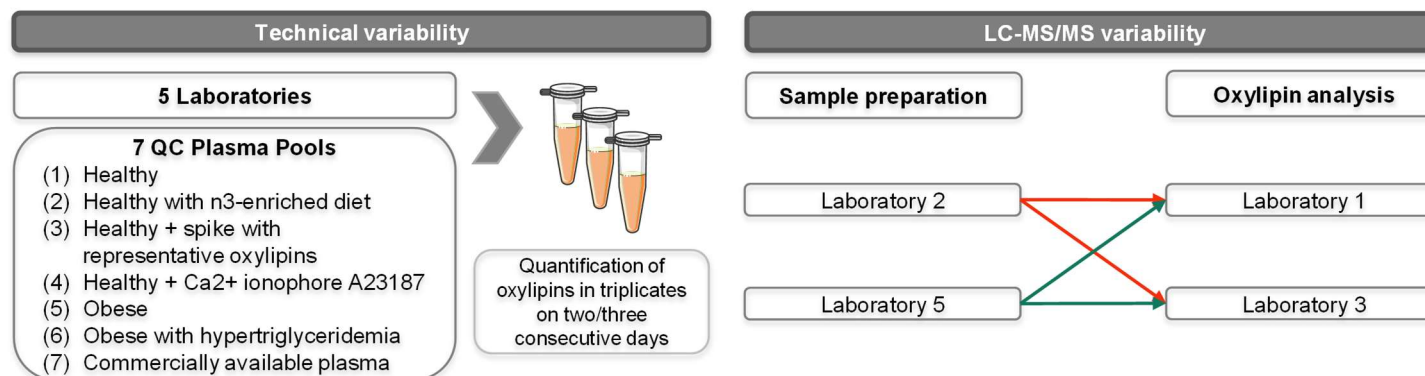 Technical variability
5 Laboratories
7 QC Plasma Pools
(1) Healthy
(2) Healthy with n3-enriched diet
(3) Healthy + spike with
representative oxylipins
(4) Healthy + Ca2+ ionophore A23187
(5) Obese
(6) Obese with hypertriglyceridemia
(7) Commercially available plasma
Quantification of
oxylipins in triplicates
on two/three
consecutive days
LC-MS/MS variability
Sample preparation
Oxylipin analysis
Laboratory 2
Laboratory 1
Laboratory 5
Laboratory 3